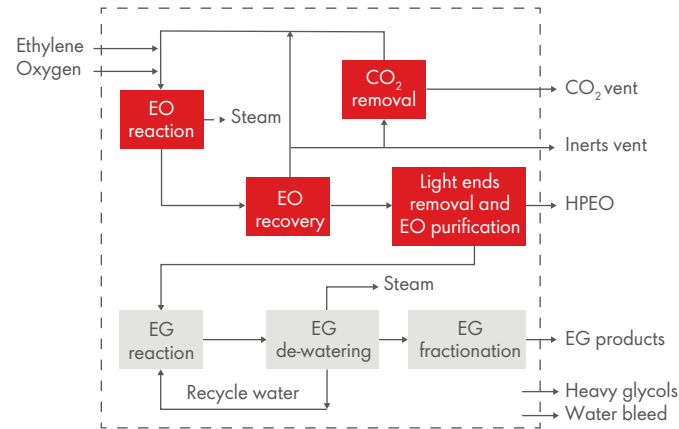 Ethylene
Oxygen
CO₂
removal
CO₂ vent
EO
reaction
Steam
Inerts vent
EO
recovery
Light ends
removal and
EO purification
HPEO
Steam
EG
reaction
EG
de-watering
EG
fractionation
EG products
Recycle water
Heavy glycols
Water bleed